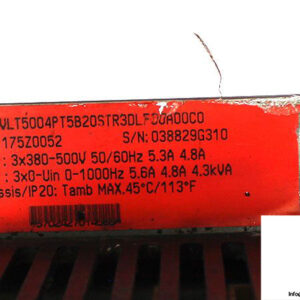 VLT5004PT5B20STR3DLF00A00C0
175Z0052 S/N: 038829G310
: 3x380-500V 50/60Hz 5.3A 4.8A
: 3x0-Uin 0-1000Hz 5.6A 4.8A 4.3kVA
ssis/IP20: Tamb MAX.45°C/113°F